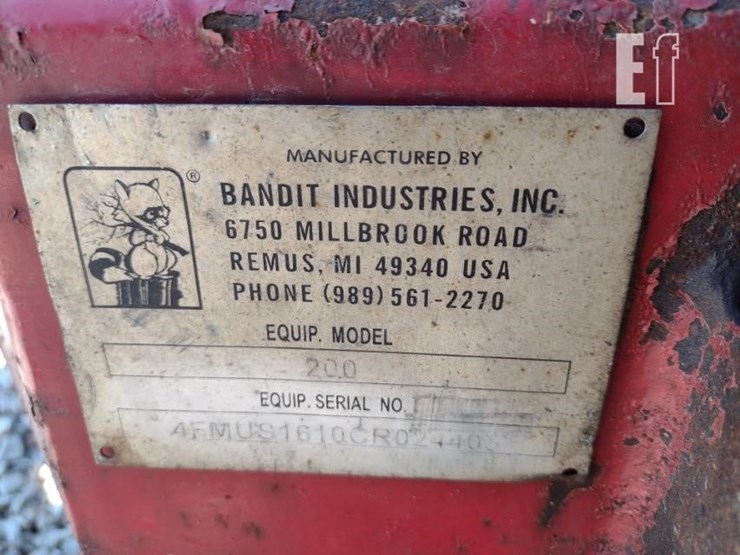 Ef
MANUFACTURED BY
®
BANDIT INDUSTRIES, INC.
6750 MILLBROOK ROAD
REMUS, MI 49340 USA
PHONE (989) 561-2270
EQUIP. MODEL
200
EQUIP. SERIAL NO.